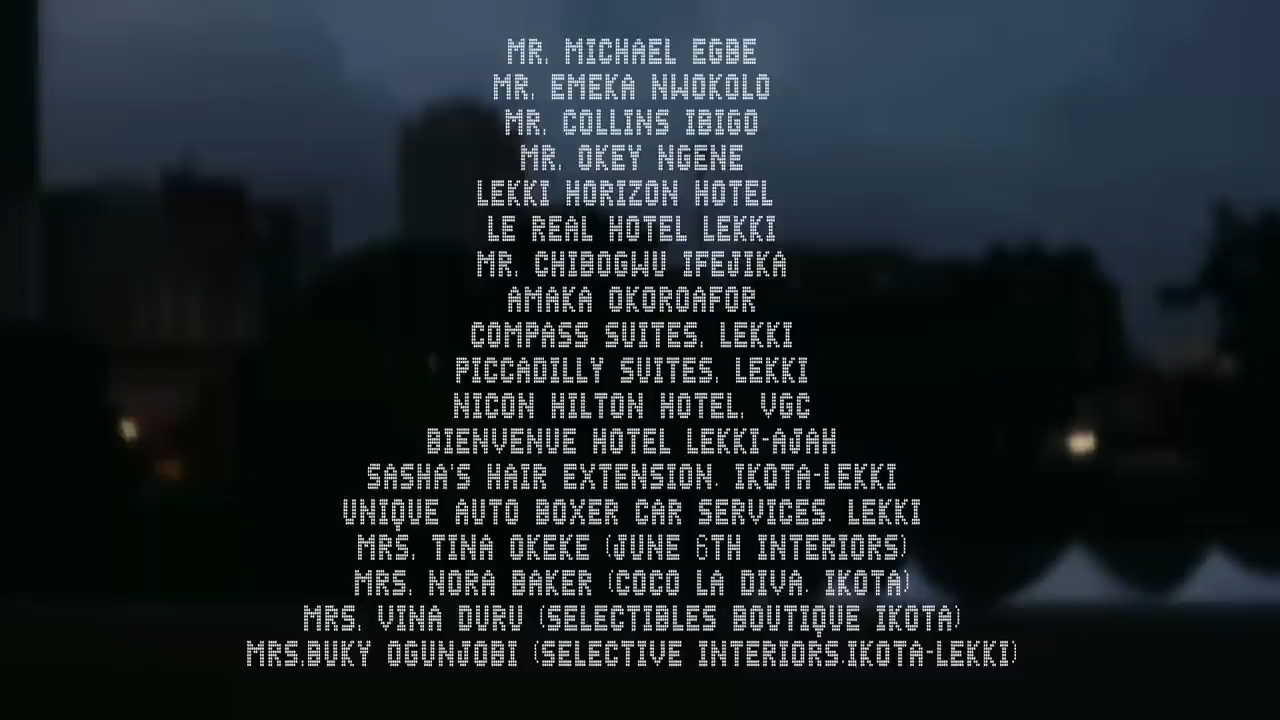 MR. MICHAEL EGBE
MR. EMEKA NWOKOLO
MR. COLLINS IBIGO
MR. OKEY NGENE
LEKKI HORIZON HOTEL
LE REAL HOTEL LEKKI
MR. CHIBOGWU IFEJIKA
AMAKA OKOROAFOR
COMPASS SUITES, LEKKI
PICCADILLY SUITES, LEKKI
NICON HILTON HOTEL, VGC
BIENVENUE HOTEL LEKKI-AJAH
SASHA'S HAIR EXTENSION. IKOTA-LEKKI
UNIQUE AUTO BOXER CAR SERVICES. LEKKI
MRS. TINA OKEKE (JUNE 6TH INTERIORS)
MRS. NORA BAKER (COCO LA DIVA. IKOTA)
MRS. VINA DURU (SELECTIBLES BOUTIQUE IKOTA)
MRS.BUKY OGUNJOBI (SELECTIVE INTERIORS.IKOTA-LEKKI)